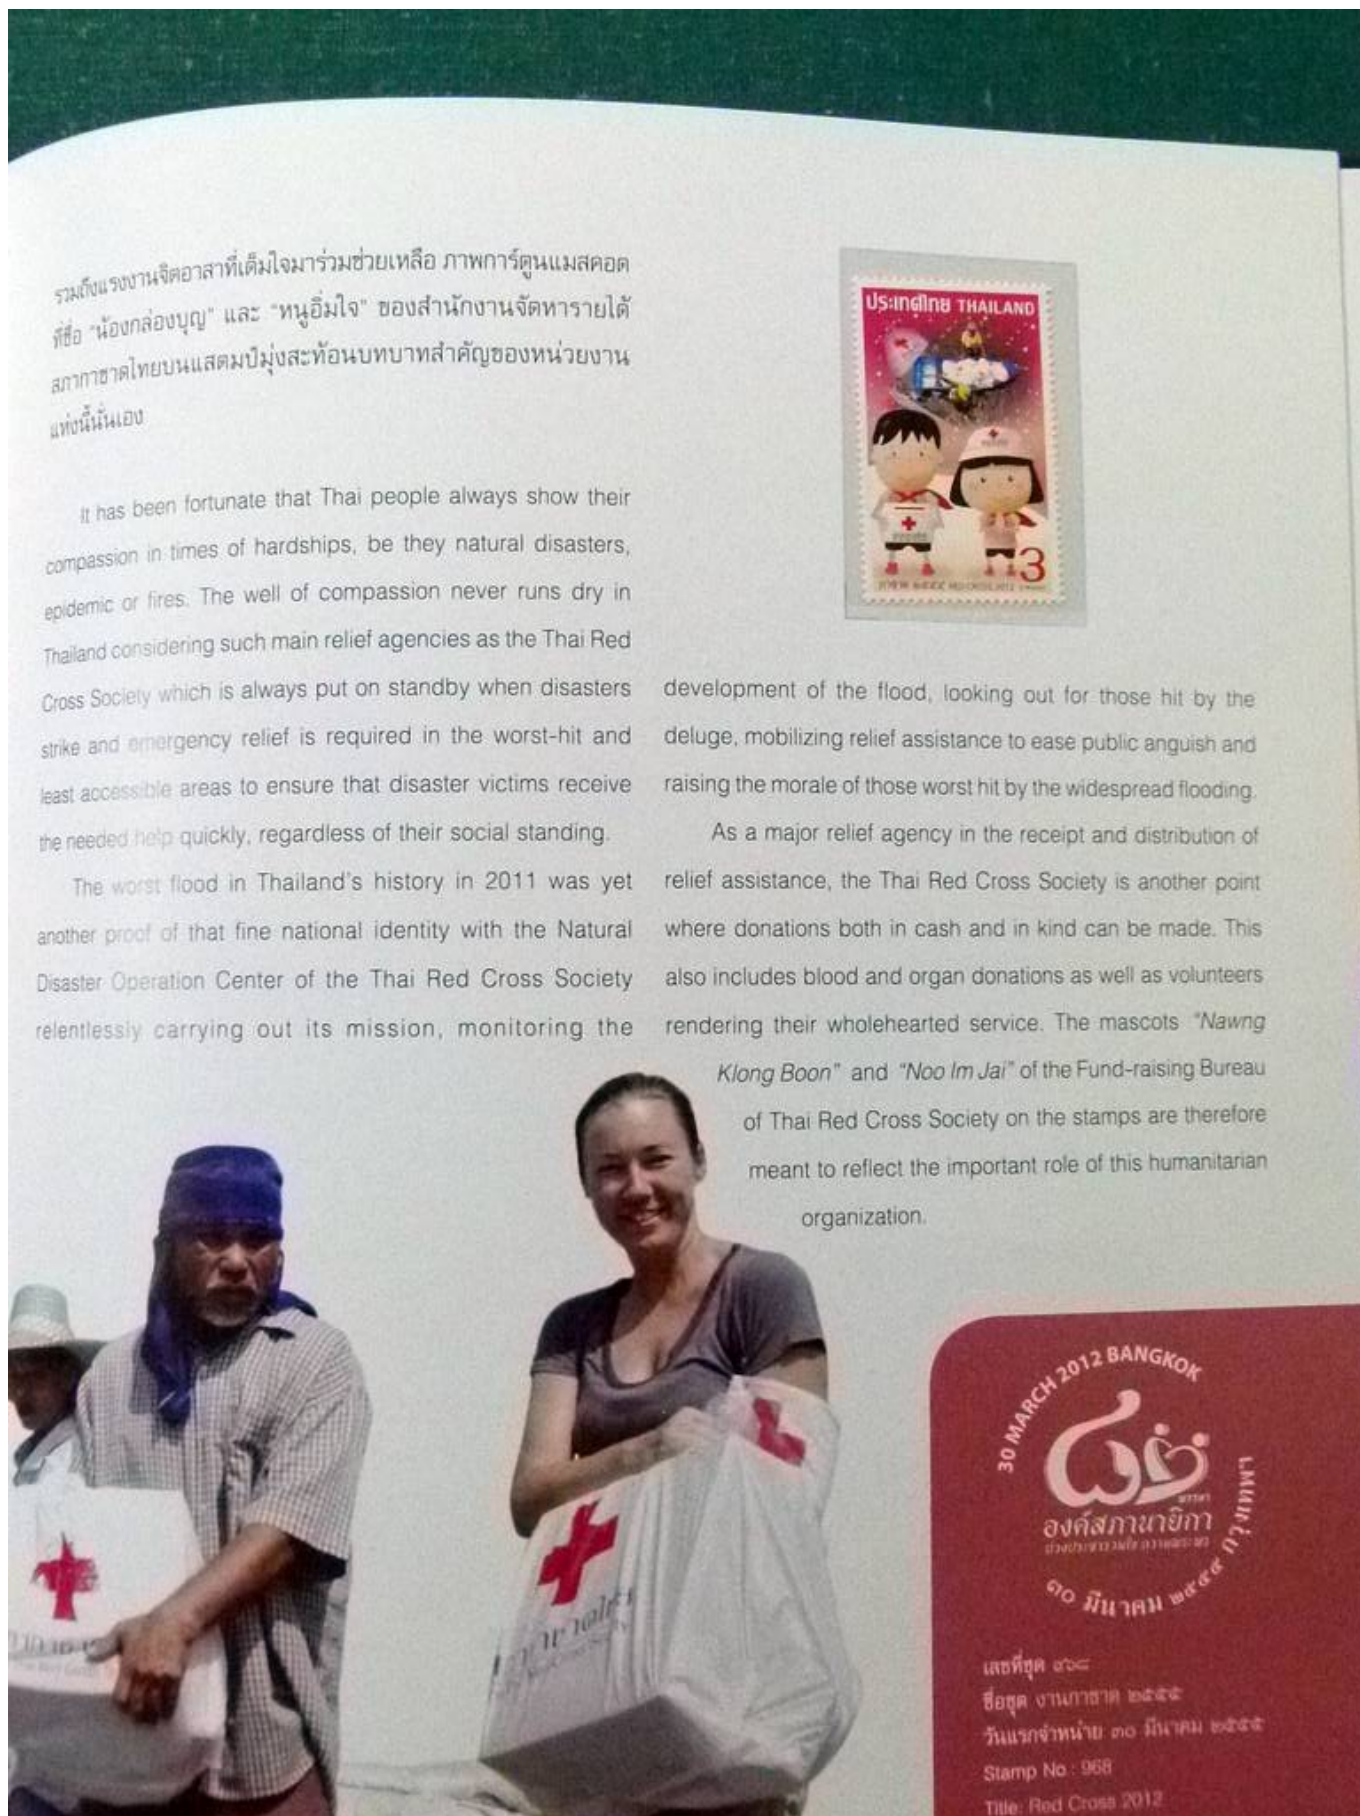 รวมถึงแรงงานจิตอาสาที่เต็มใจมาร่วมช่วยเหลือ ภาพการ์ตูนแมสคอต
ที่ชื่อ “น้องกล่องบุญ” และ “หนูอิ่มใจ” ของสำนักงานจัดหารายได้
สภากาชาดไทยบนแสตมป์มุ่งสะท้อนบทบาทสำคัญของหน่วยงาน
แห่งนี้นั่นเอง
It has been fortunate that Thai people always show their
compassion in times of hardships, be they natural disasters,
epidemic or fires. The well of compassion never runs dry in
Thailand considering such main relief agencies as the Thai Red
Cross Society which is always put on standby when disasters
strike and emergency relief is required in the worst-hit and
least accessible areas to ensure that disaster victims receive
the needed help quickly, regardless of their social standing.
The worst flood in Thailand's history in 2011 was yet
another proof of that fine national identity with the Natural
Disaster Operation Center of the Thai Red Cross Society
relentlessly carrying out its mission, monitoring the
ประเทศไทย THAILAND
3
development of the flood, looking out for those hit by the
deluge, mobilizing relief assistance to ease public anguish and
raising the morale of those worst hit by the widespread flooding.
As a major relief agency in the receipt and distribution of
relief assistance, the Thai Red Cross Society is another point
where donations both in cash and in kind can be made. This
also includes blood and organ donations as well as volunteers
rendering their wholehearted service. The mascots “Nawng
Klong Boon” and “Noo Im Jai” of the Fund-raising Bureau
of Thai Red Cross Society on the stamps are therefore
meant to reflect the important role of this humanitarian
organization.
30 MARCH 2012 BANGKOK
๘๐
พรรษา
องค์สภานายิกา
๓๐ มีนาคม ๒๕๕๕ กรุงเทพฯ
เลขที่ชุด ๙๖๘
ชื่อชุด งานกาชาด ๒๕๕๕
วันแรกจำหน่าย ๓๐ มีนาคม ๒๕๕๕
Stamp No : 968
Title: Red Cross 2012